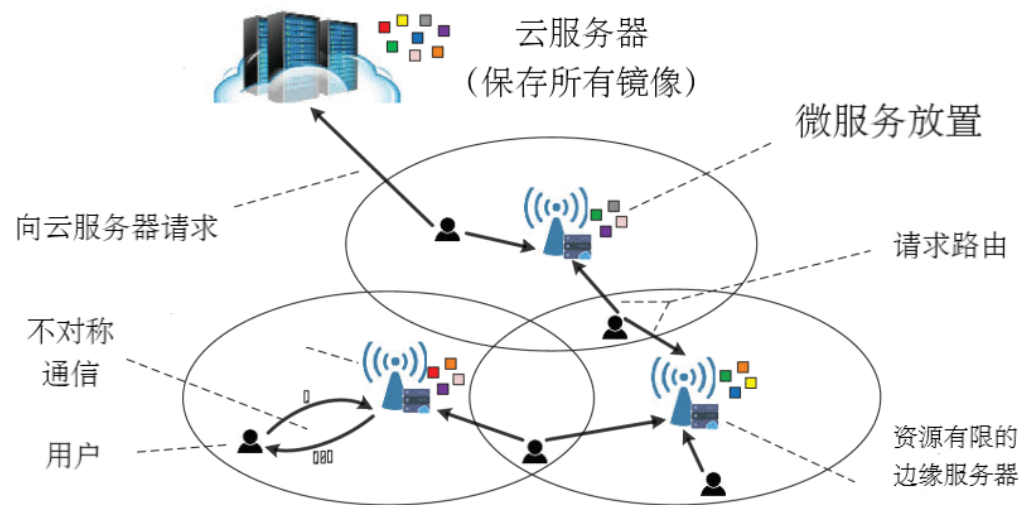 云服务器
（保存所有镜像）
微服务放置
向云服务器请求
请求路由
不对称
通信
用户
资源有限的
边缘服务器